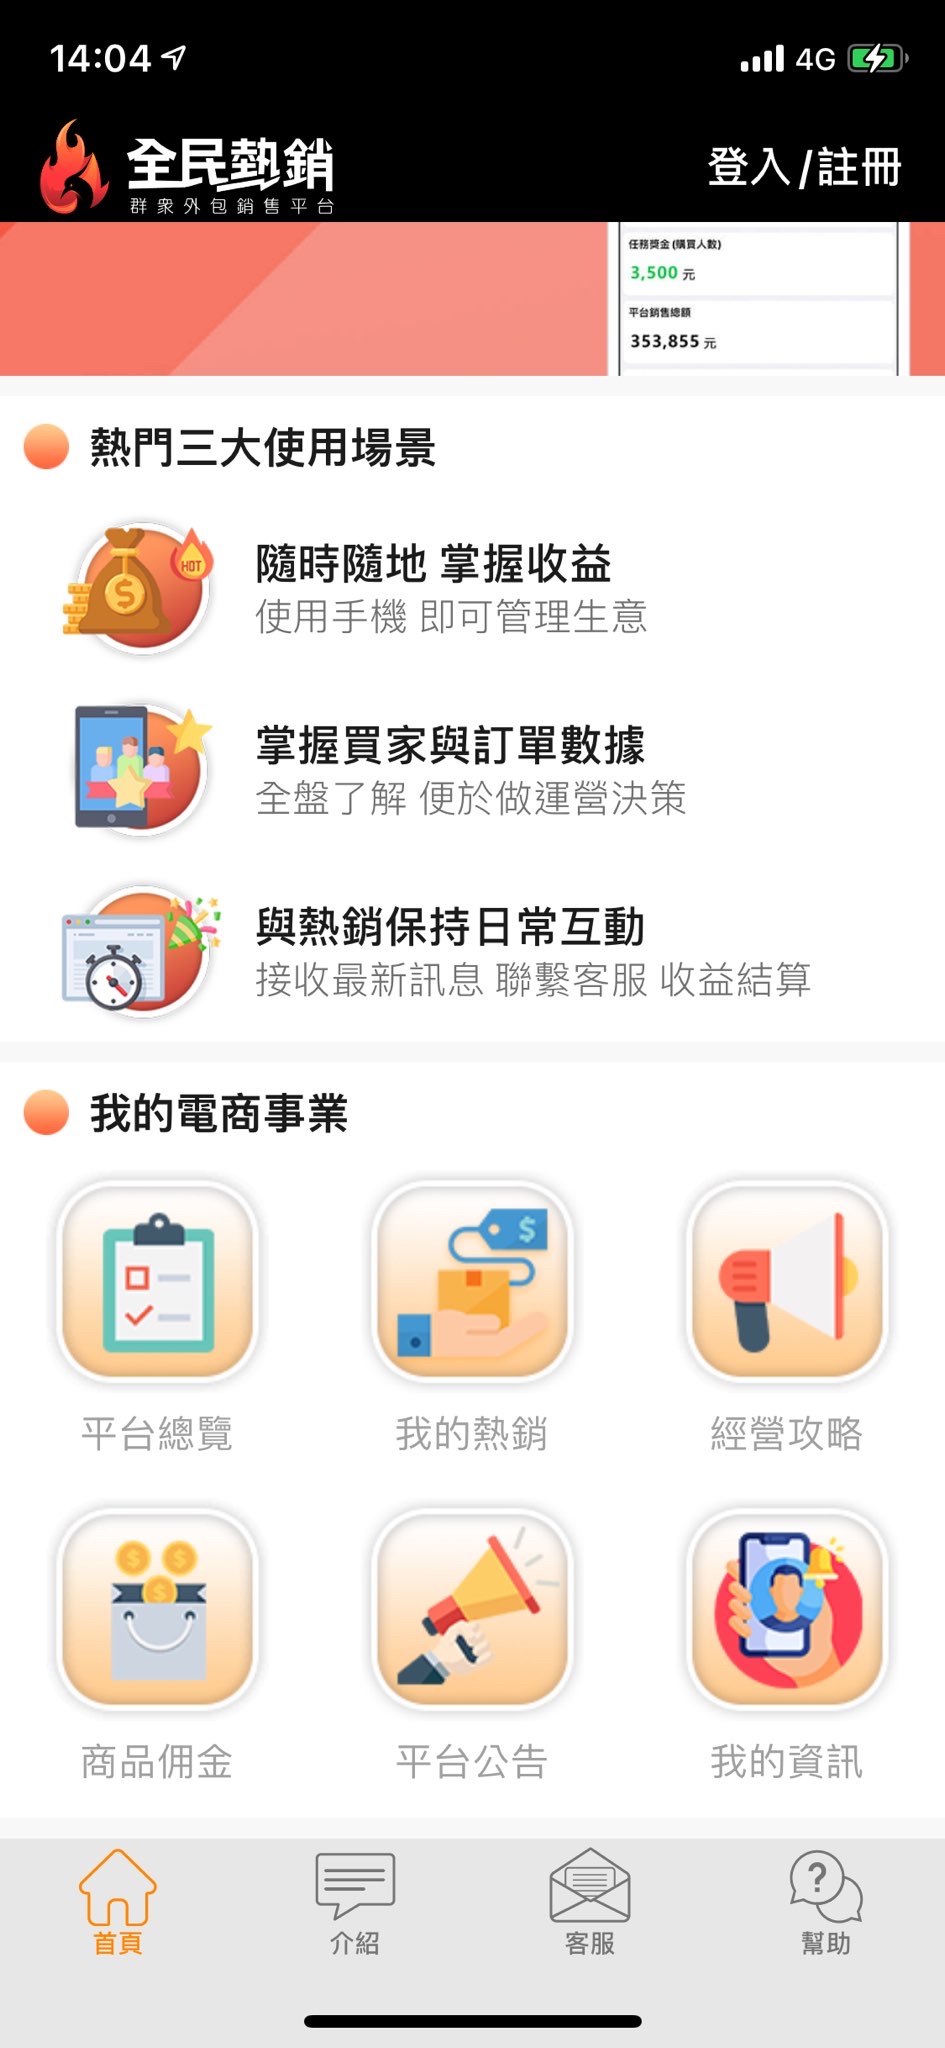 14:04
4G
全民熱銷
群眾外包銷售平台
登入/註冊
任務獎金(購買人數)
3,500 元
平台銷售總額
353,855 元
熱門三大使用場景
HOT
隨時隨地 掌握收益
使用手機 即可管理生意
掌握買家與訂單數據
全盤了解 便於做運營決策
與熱銷保持日常互動
接收最新訊息 聯繫客服 收益結算
我的電商事業
平台總覽
我的熱銷
經營攻略
商品佣金
平台公告
我的資訊
首頁
介紹
客服
幫助